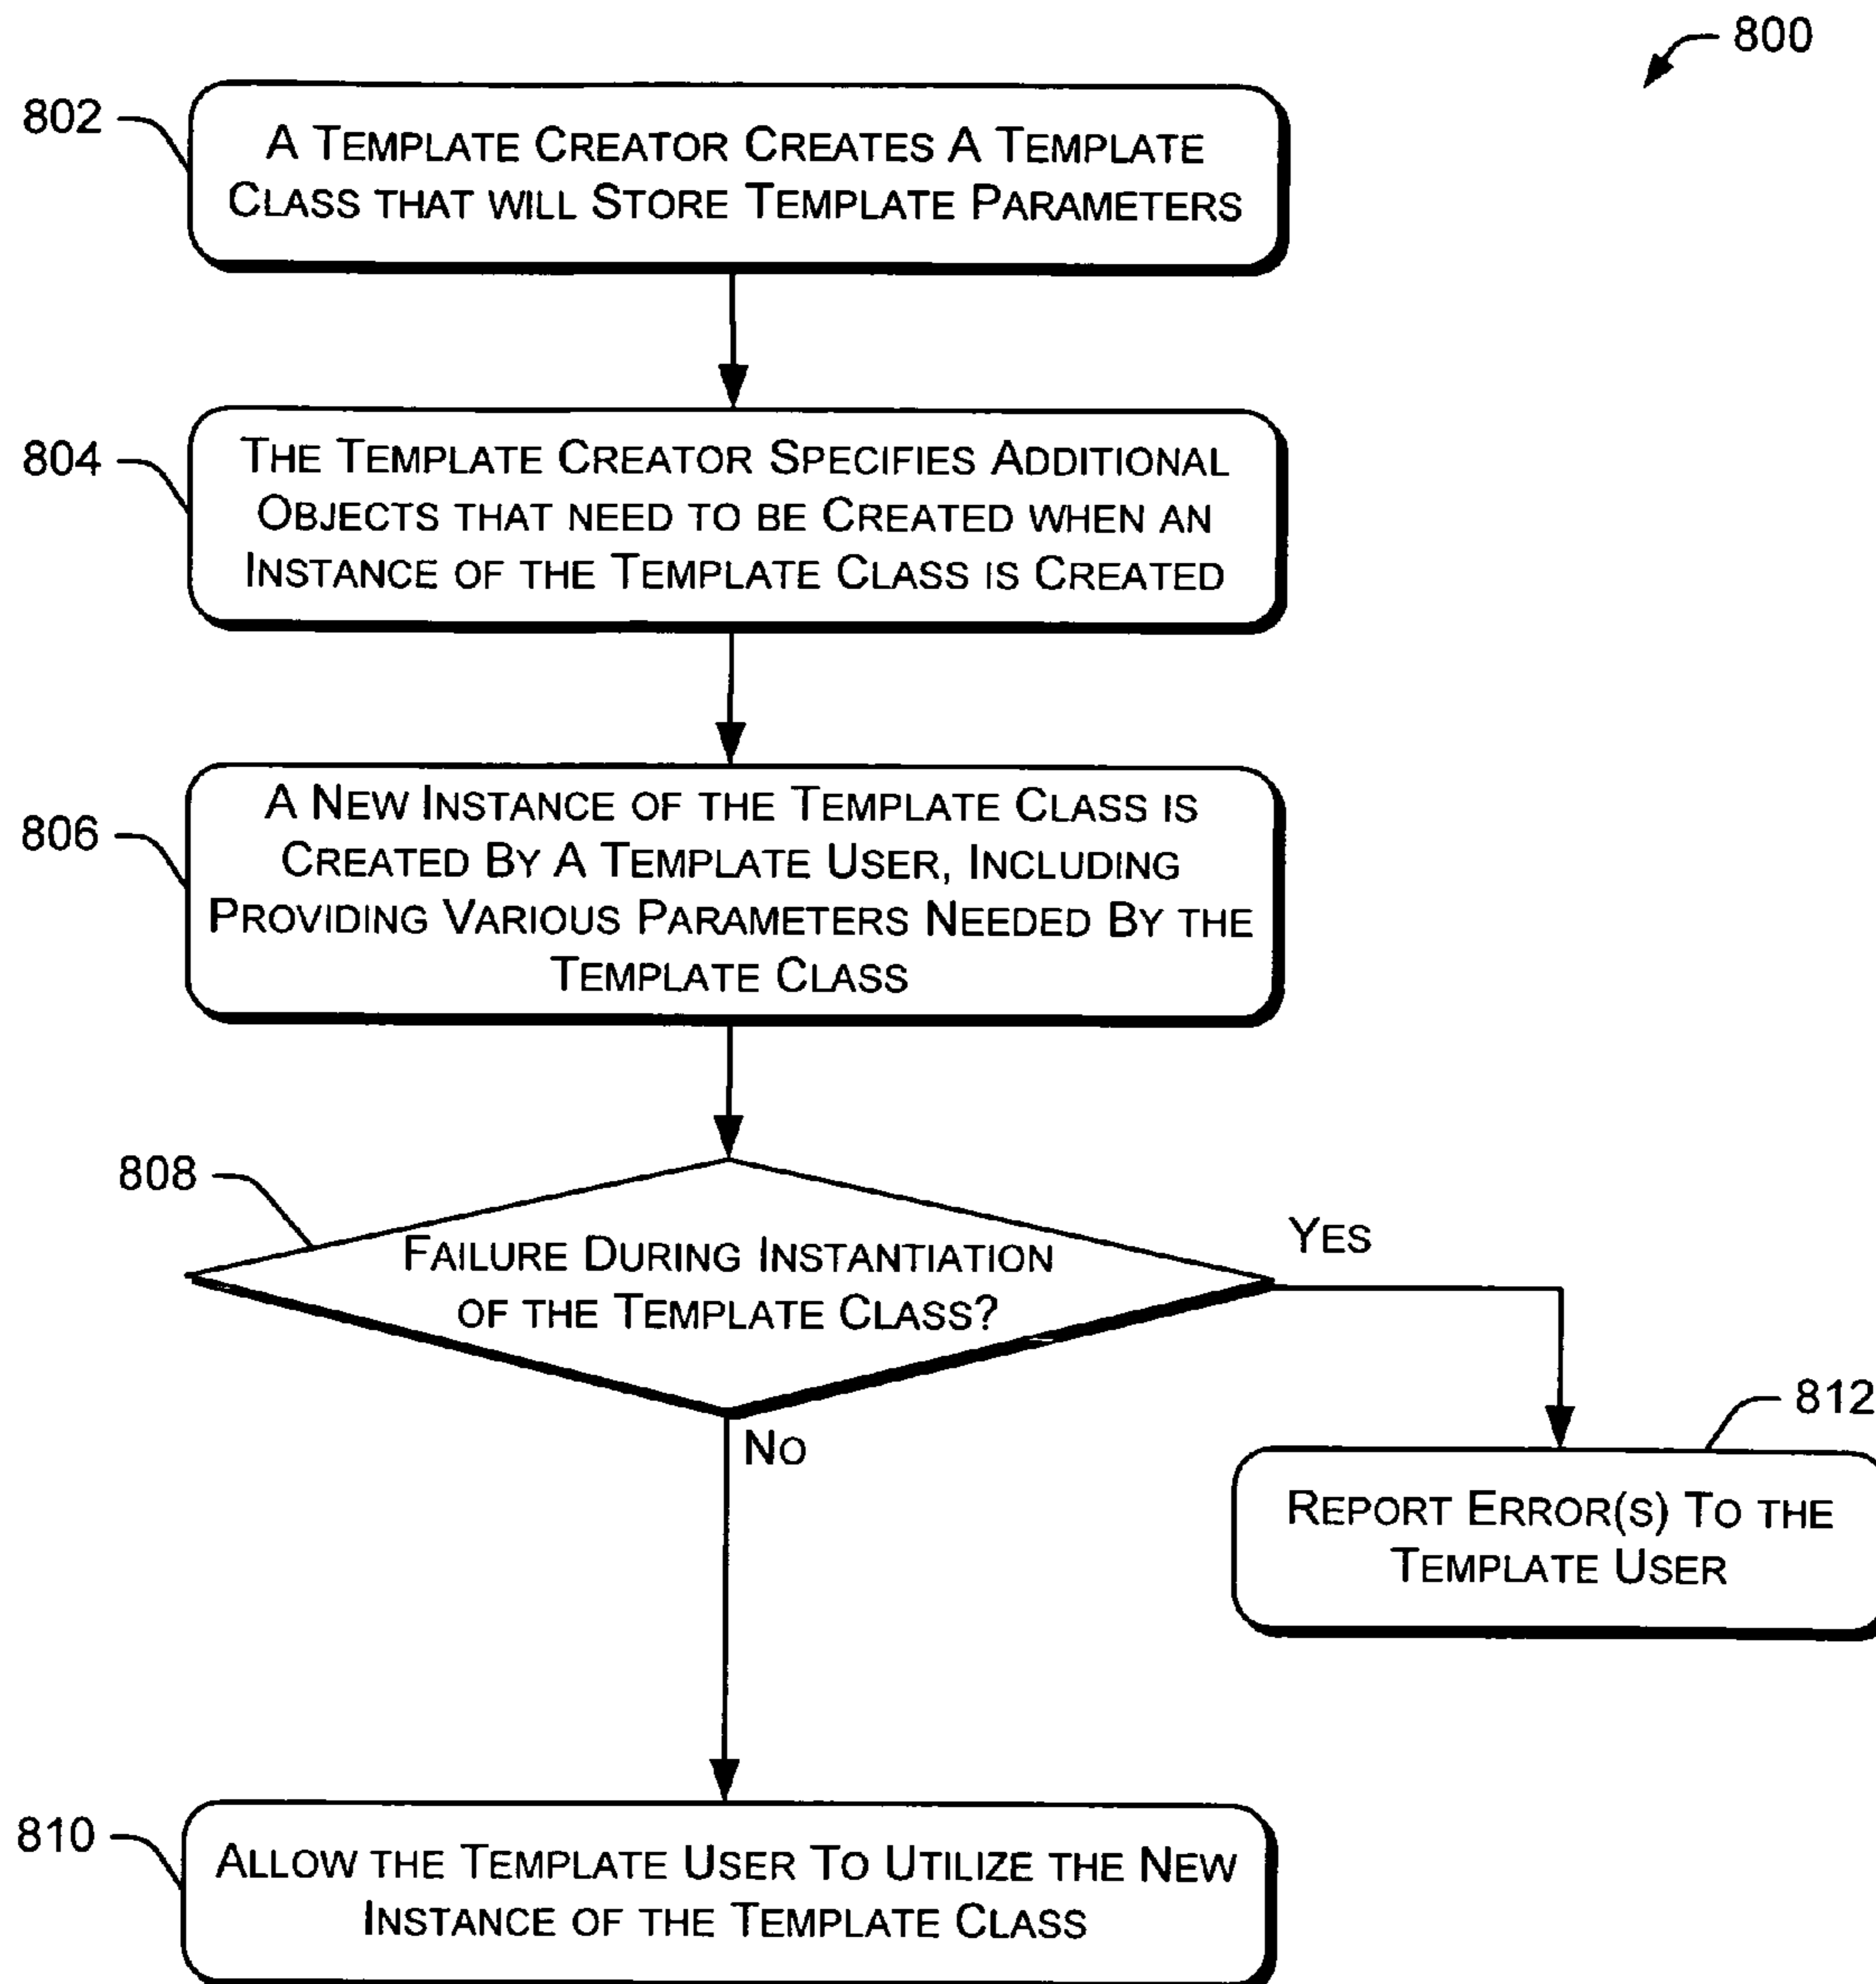 800
802
A TEMPLATE CREATOR CREATES A TEMPLATE
CLASS THAT WILL STORE TEMPLATE PARAMETERS
804
THE TEMPLATE CREATOR SPECIFIES ADDITIONAL
OBJECTS THAT NEED TO BE CREATED WHEN AN
INSTANCE OF THE TEMPLATE CLASS IS CREATED
806
A NEW INSTANCE OF THE TEMPLATE CLASS IS
CREATED BY A TEMPLATE USER, INCLUDING
PROVIDING VARIOUS PARAMETERS NEEDED BY THE
TEMPLATE CLASS
808
FAILURE DURING INSTANTIATION
OF THE TEMPLATE CLASS?
YES
NO
812
REPORT ERROR(S) TO THE
TEMPLATE USER
810
ALLOW THE TEMPLATE USER TO UTILIZE THE NEW
INSTANCE OF THE TEMPLATE CLASS